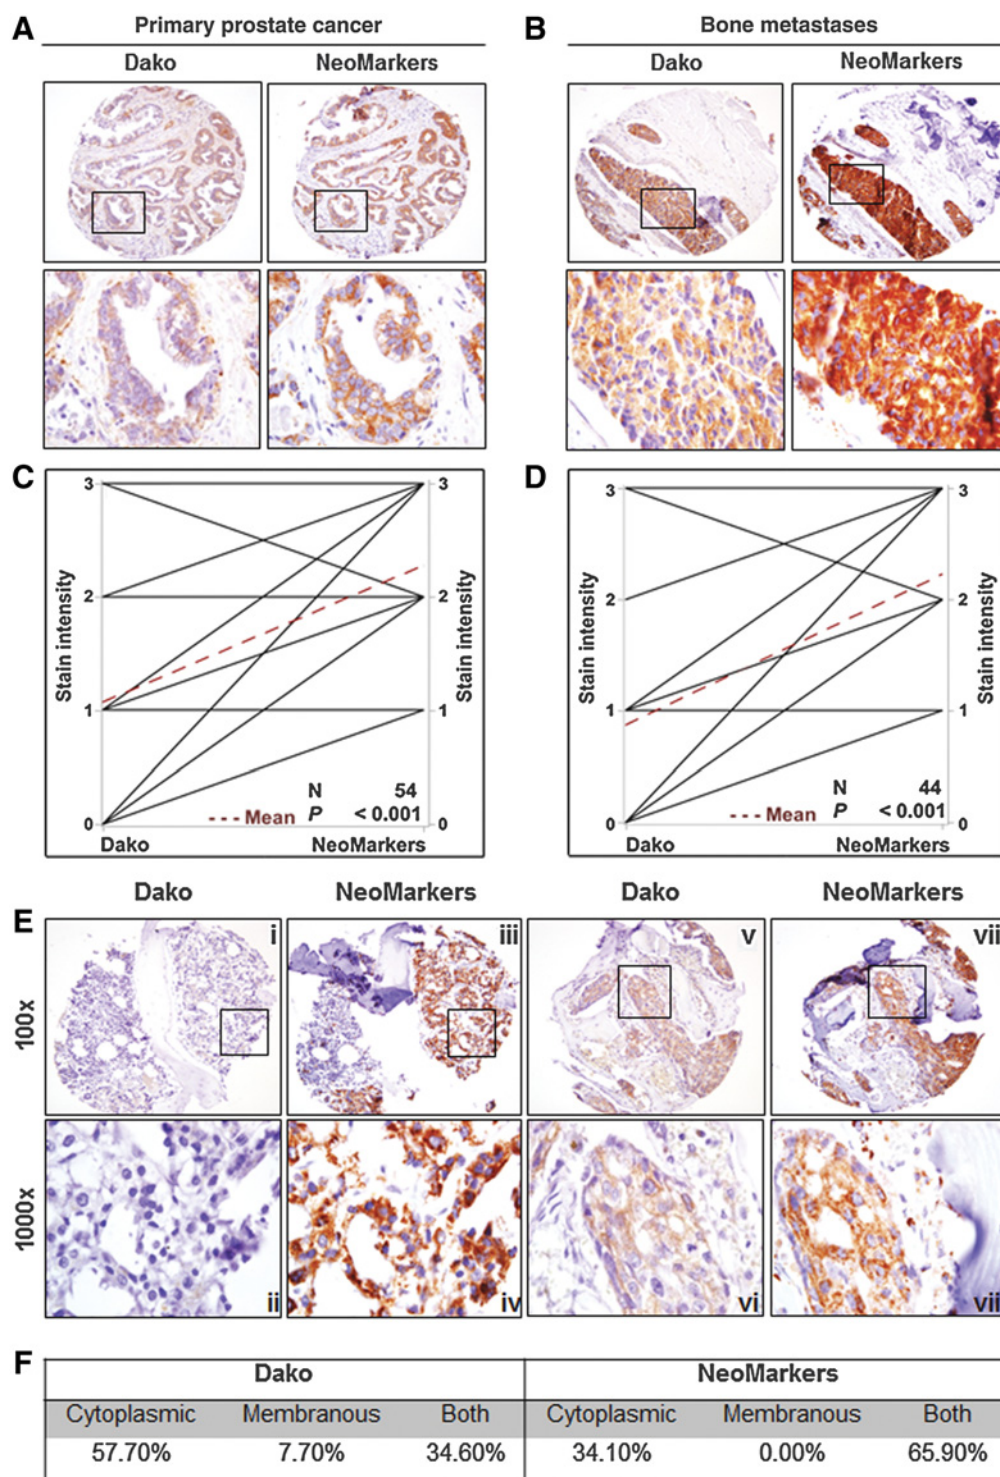 A Primary prostate cancer
Dako NeoMarkers
B Bone metastases
Dako NeoMarkers
C
3 3
2 2
1 1
0 0
Stain intensity
Stain intensity
N 54
Mean P < 0.001
Dako NeoMarkers
D
3 3
2 2
1 1
0 0
Stain intensity
Stain intensity
N 44
Mean P < 0.001
Dako NeoMarkers
E
Dako NeoMarkers Dako NeoMarkers
100x
i iii v vii
1000x
ii iv vi vii
F
Dako NeoMarkers
Cytoplasmic Membranous Both Cytoplasmic Membranous Both
57.70% 7.70% 34.60% 34.10% 0.00% 65.90%